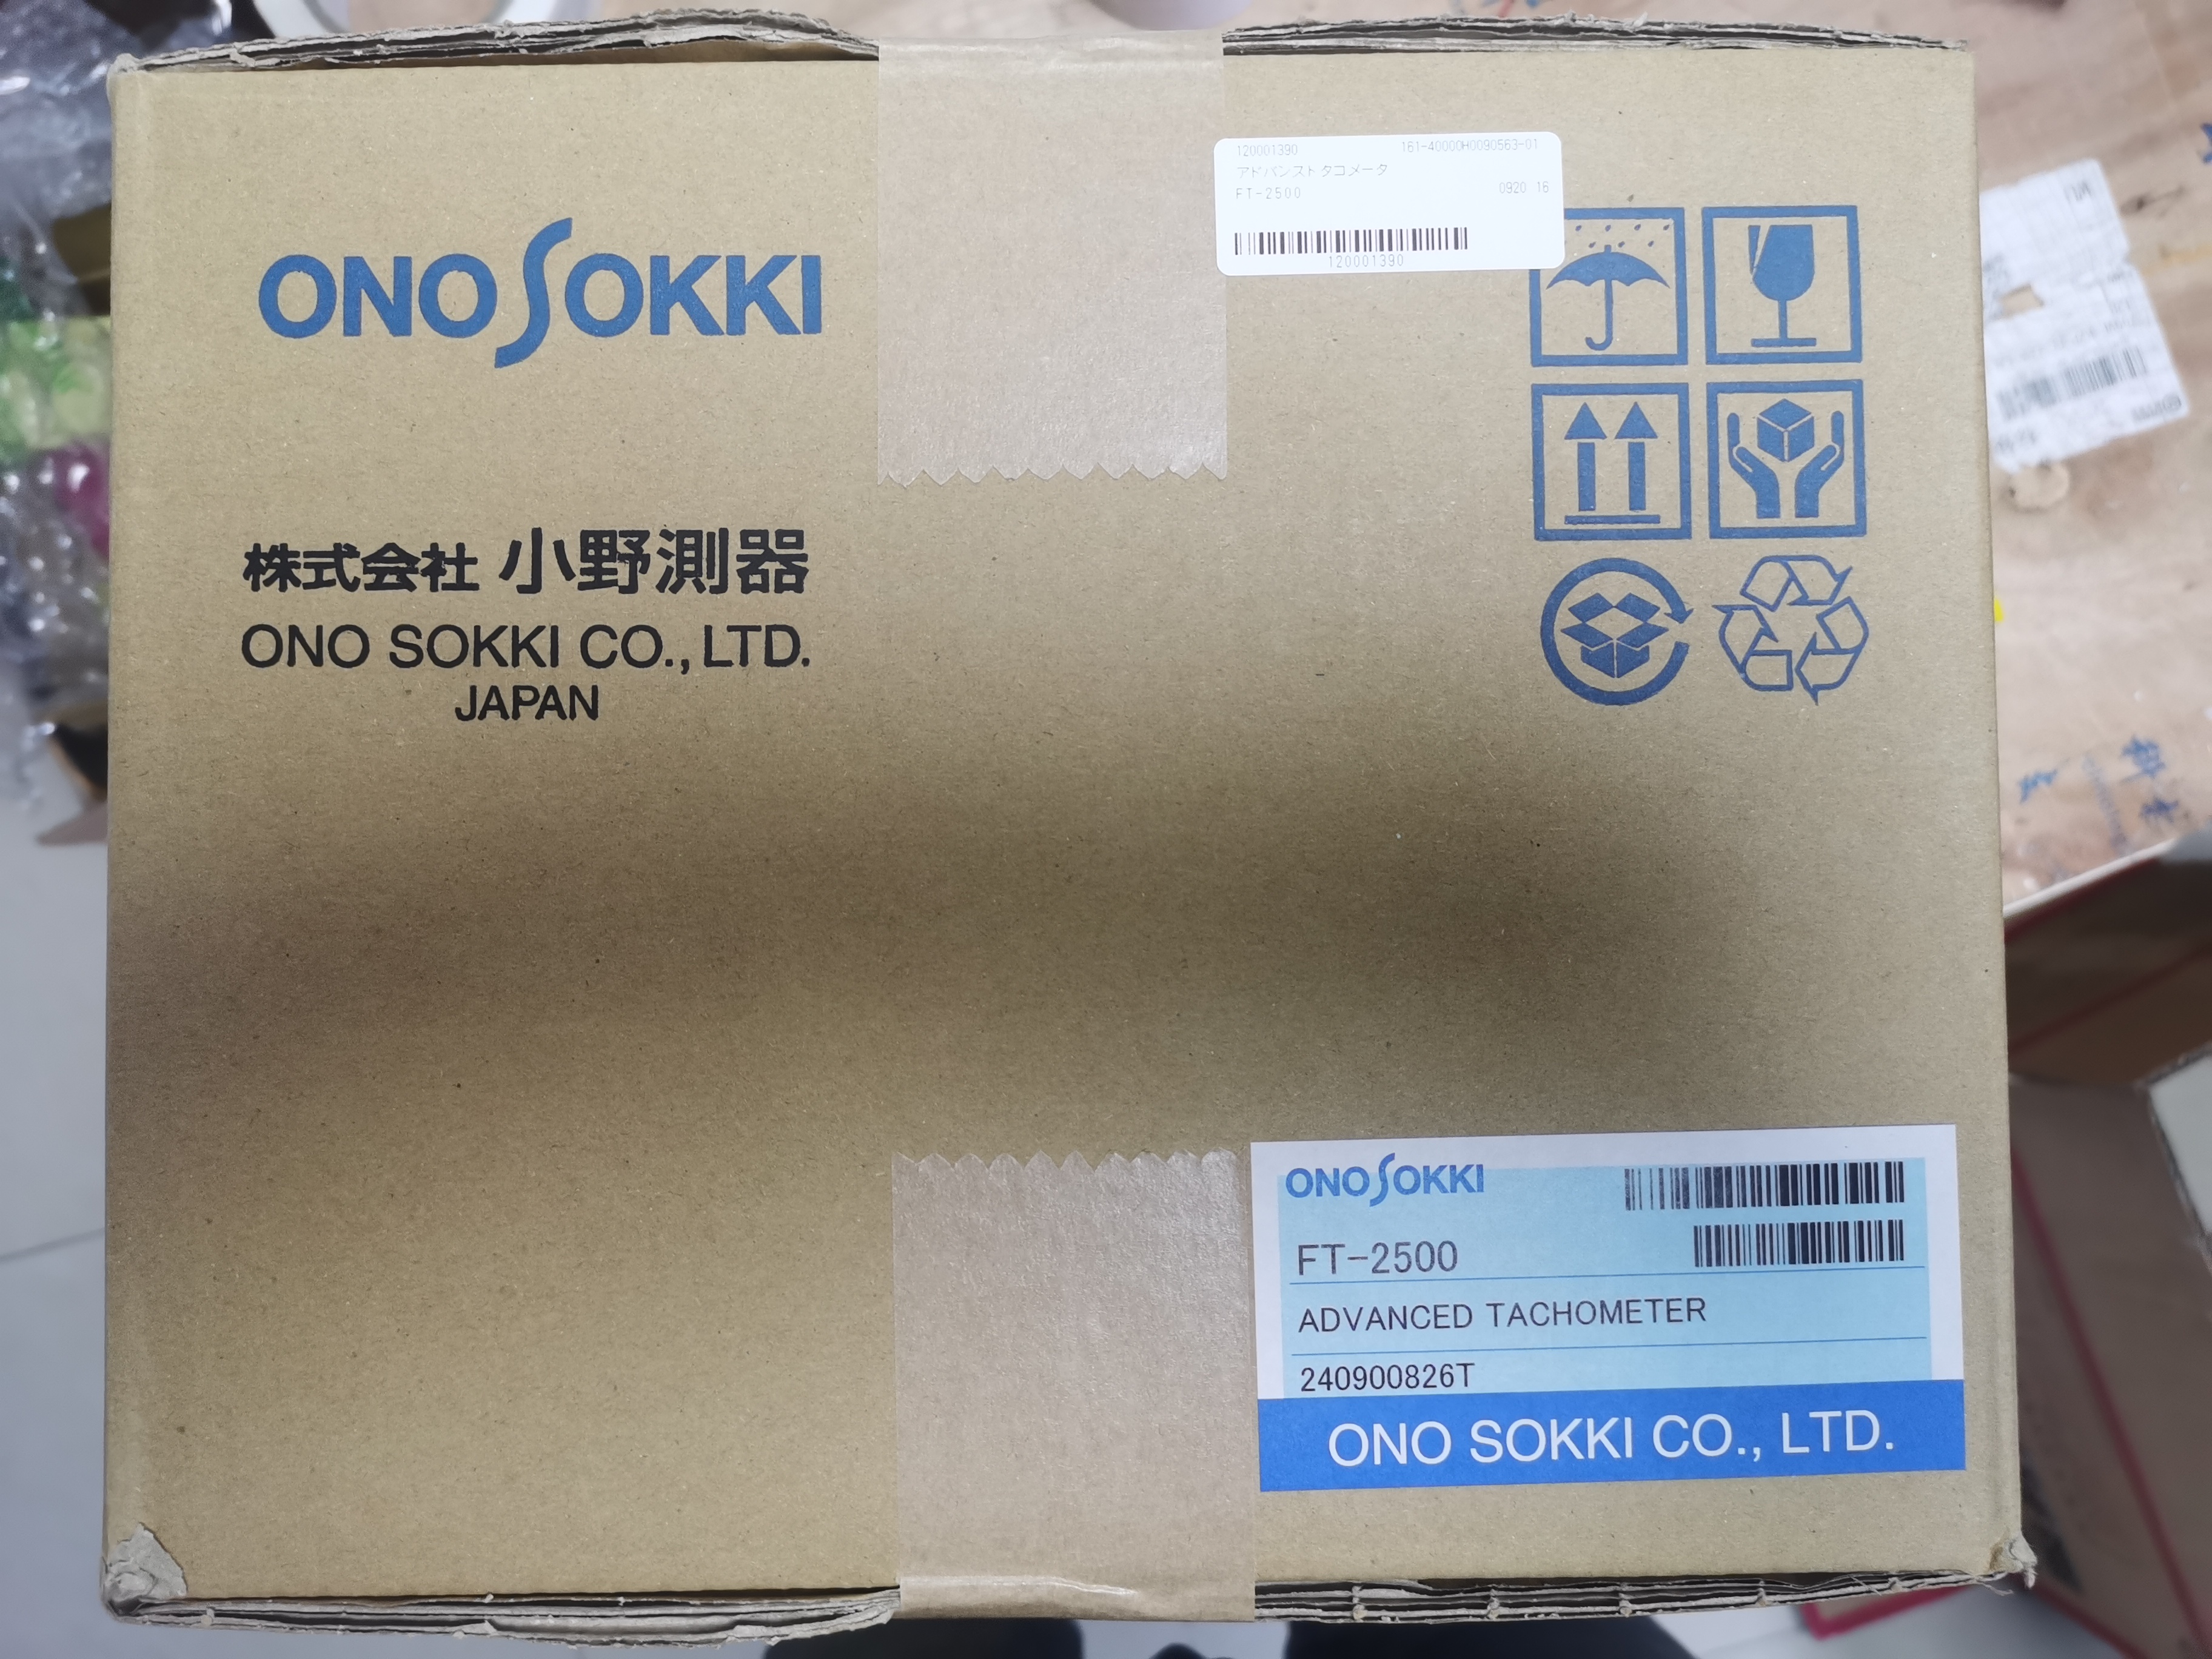 120001390 161-40000H0090563-01
アドバンストタコメータ
FT-2500 0920 16
120001390
ONO SOKKI
株式会社 小野測器
ONO SOKKI CO., LTD.
JAPAN
ONO SOKKI
FT-2500
ADVANCED TACHOMETER
240900826T
ONO SOKKI CO., LTD.